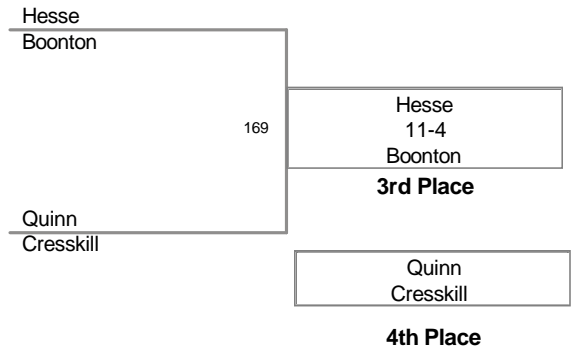 Hesse
Boonton
169
Hesse
11-4
Boonton
3rd Place
Quinn
Cresskill
Quinn
Cresskill
4th Place